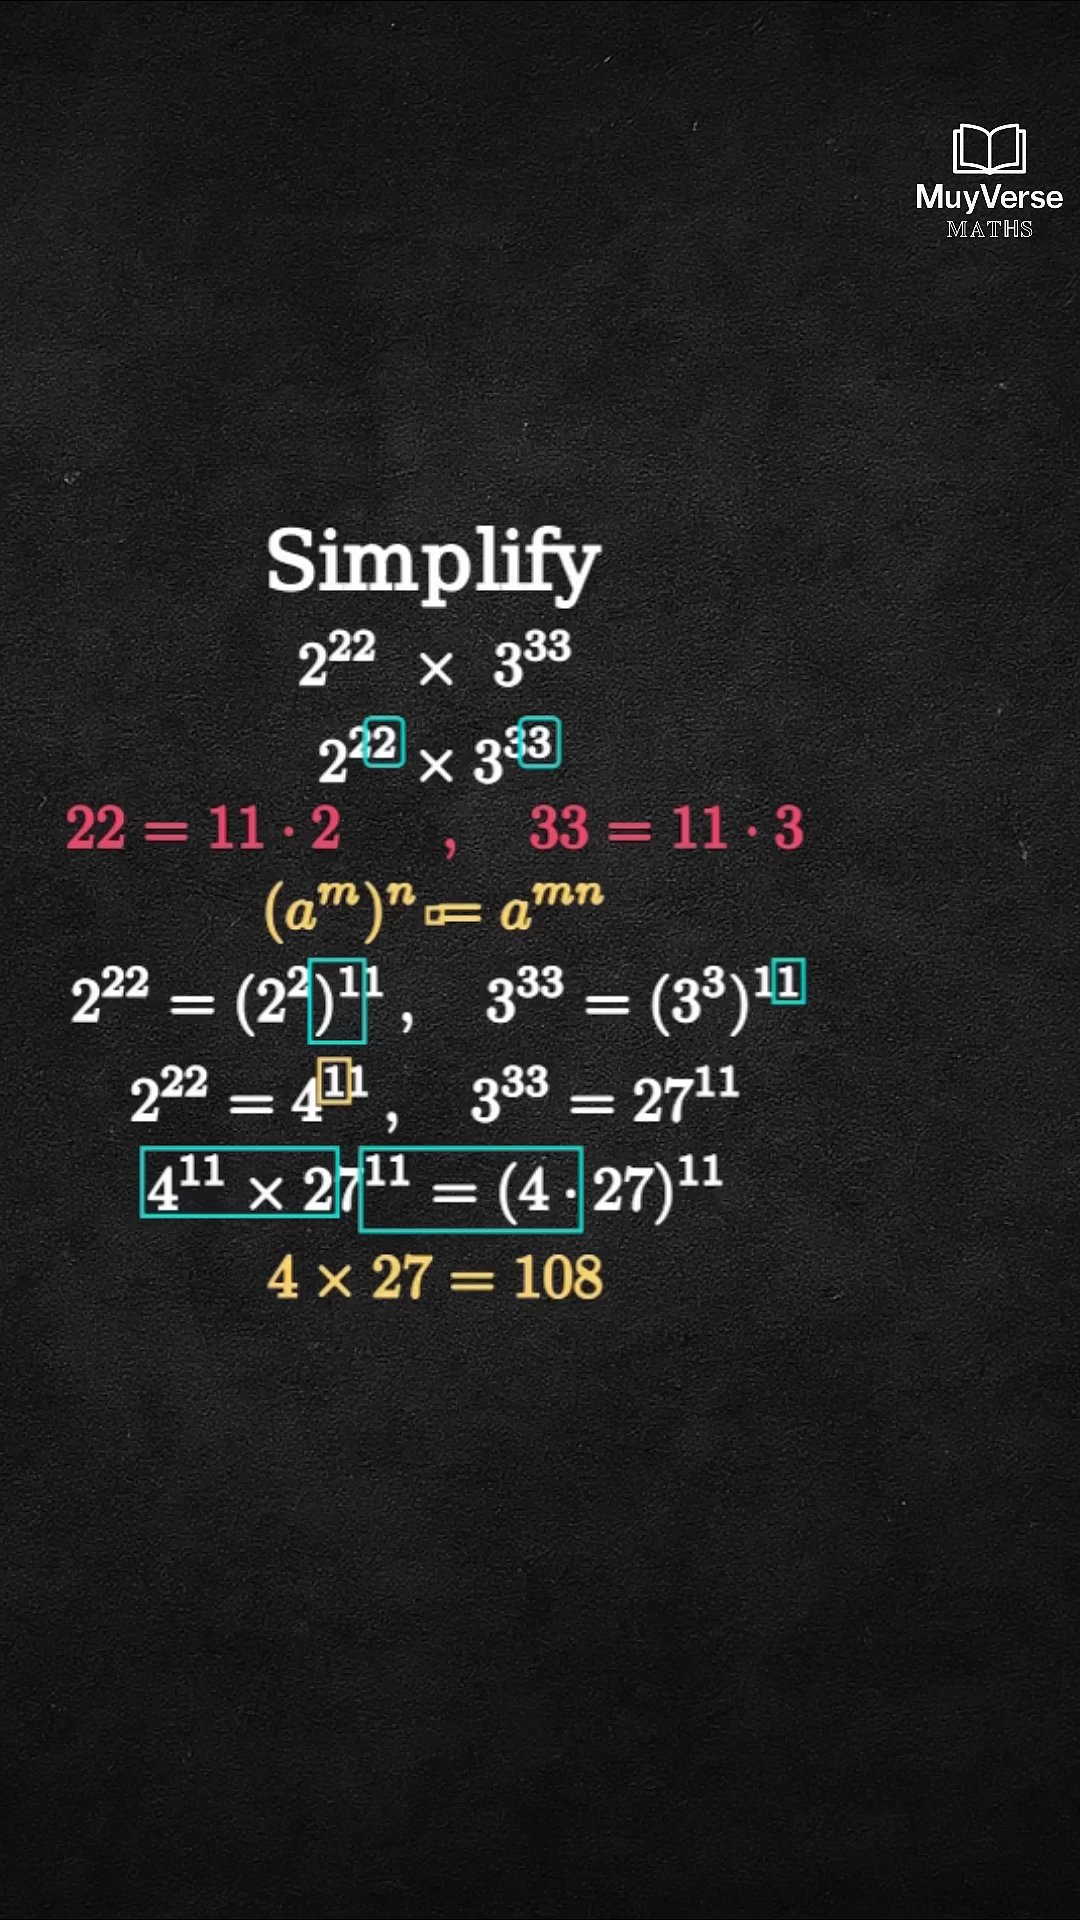 MuyVerse
MATHS
Simplify
2²² × 3³³
2²² × 3³³
22 = 11 · 2 , 33 = 11 · 3
(aᵐ)ⁿ = aᵐⁿ
2²² = (2²)¹¹ , 3³³ = (3³)¹¹
2²² = 4¹¹ , 3³³ = 27¹¹
4¹¹ × 27¹¹ = (4 · 27)¹¹
4 × 27 = 108